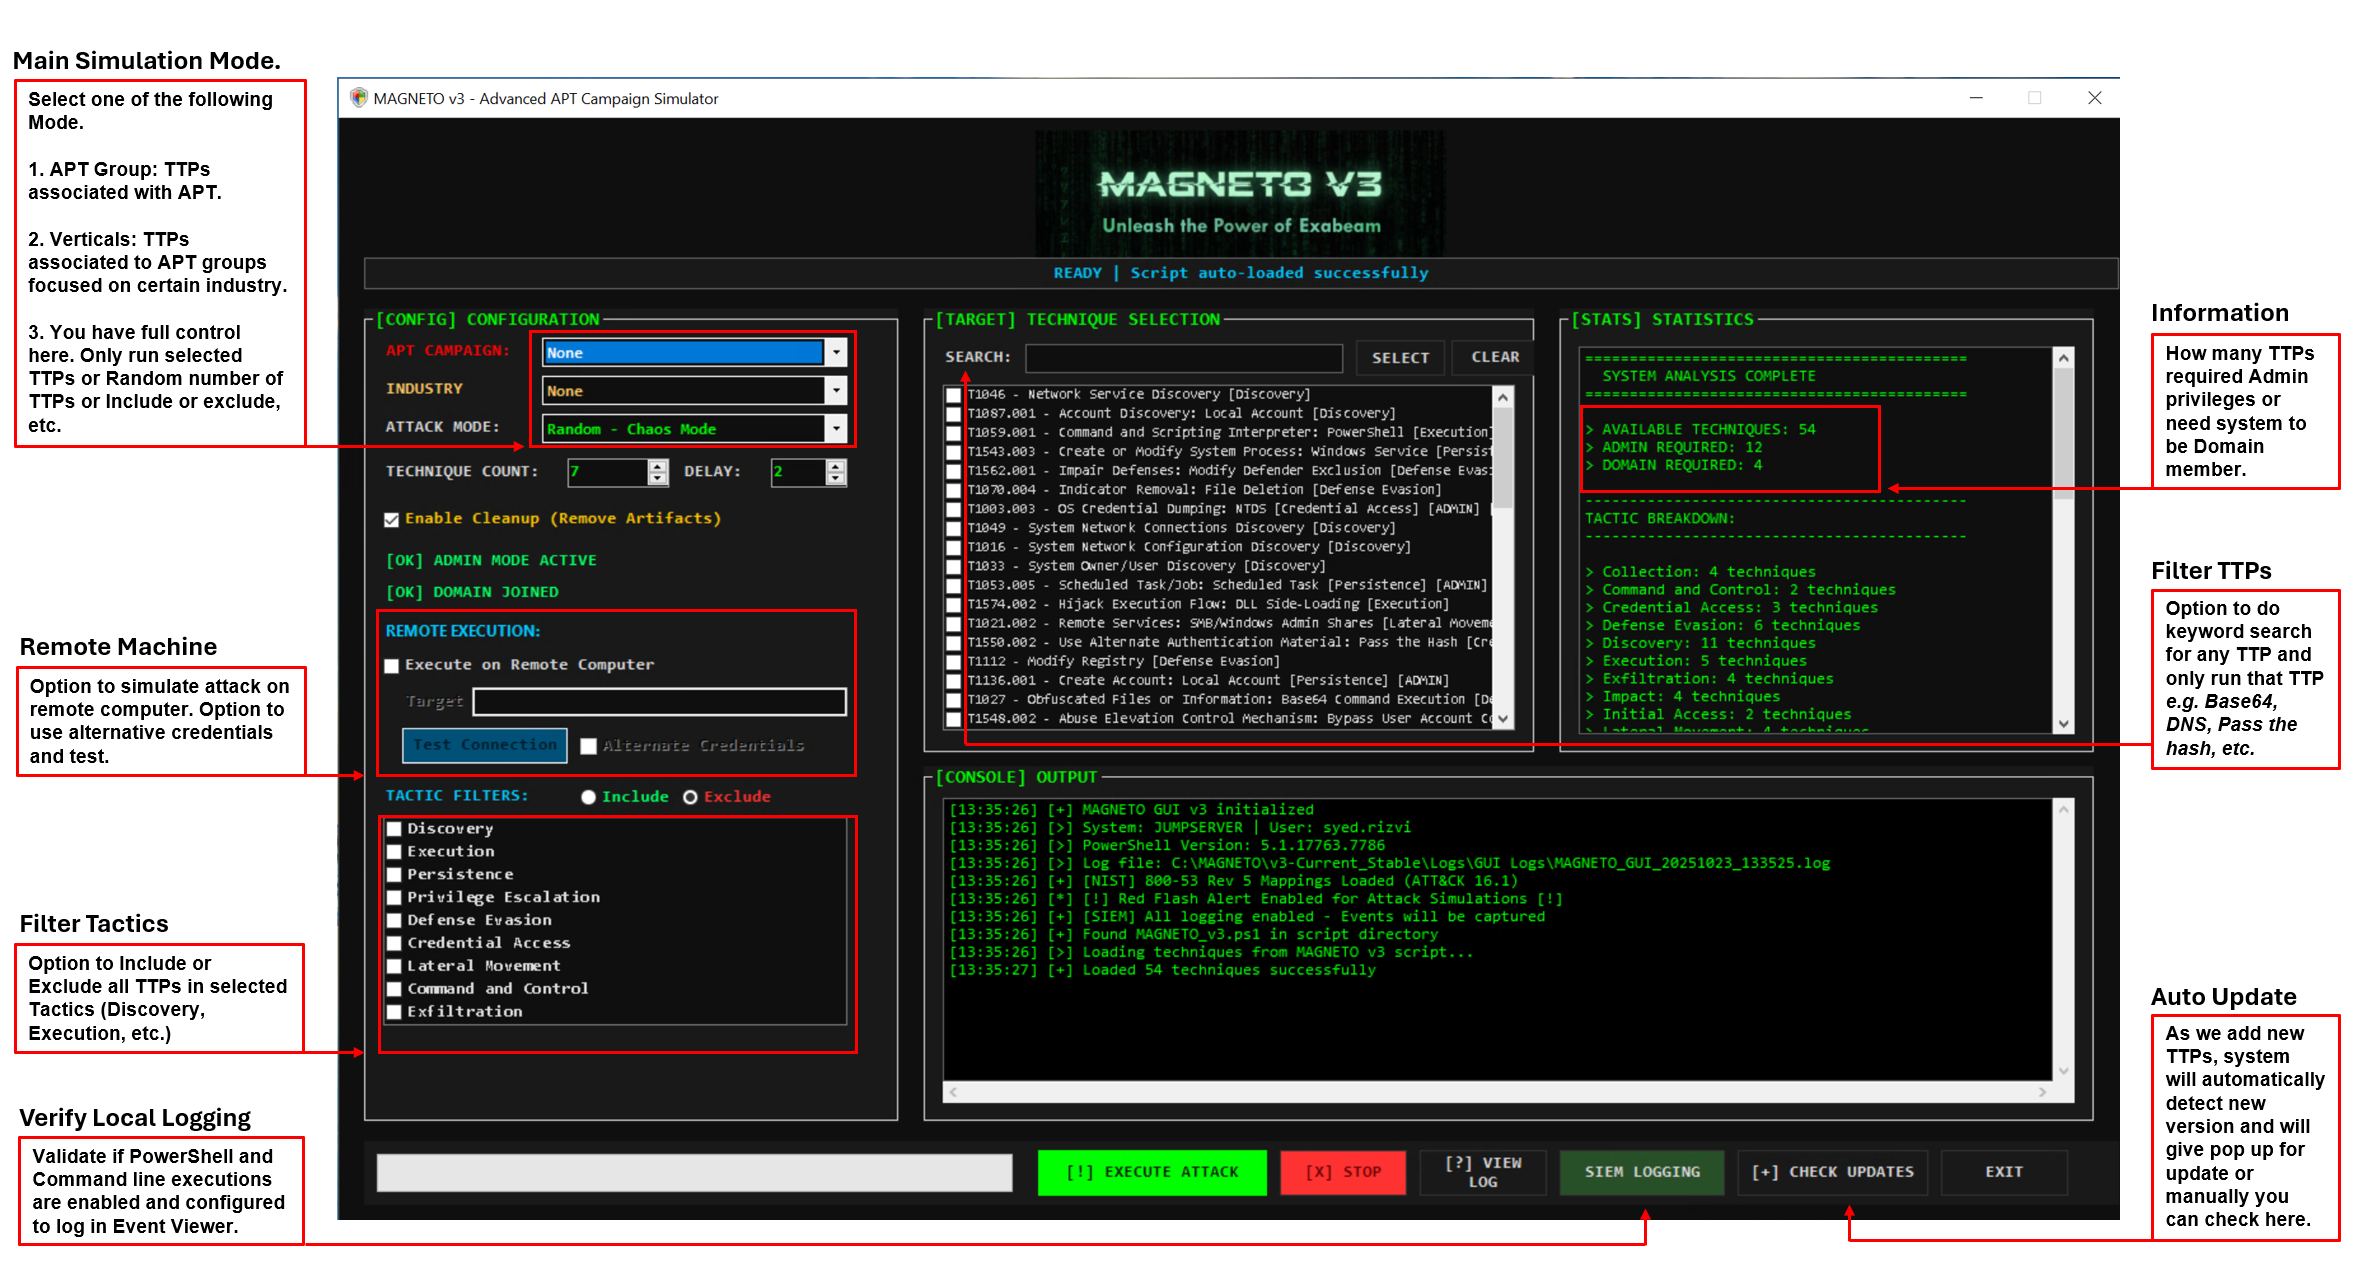 Main Simulation Mode.
Select one of the following
Mode.
1. APT Group: TTPs
associated with APT.
2. Verticals: TTPs
associated to APT groups
focused on certain industry.
3. You have full control
here. Only run selected
TTPs or Random number of
TTPs or Include or exclude,
etc.
Remote Machine
Option to simulate attack on
remote computer. Option to
use alternative credentials
and test.
Filter Tactics
Option to Include or
Exclude all TTPs in selected
Tactics (Discovery,
Execution, etc.)
Verify Local Logging
Validate if PowerShell and
Command line executions
are enabled and configured
to log in Event Viewer.
MAGNETO v3 - Advanced APT Campaign Simulator
MAGNETO V3
Unleash the Power of Exabeam
READY | Script auto-loaded successfully
[CONFIG] CONFIGURATION
APT CAMPAIGN: None
INDUSTRY None
ATTACK MODE: Random - Chaos Mode
TECHNIQUE COUNT: 7 DELAY: 2
Enable Cleanup (Remove Artifacts)
[OK] ADMIN MODE ACTIVE
[OK] DOMAIN JOINED
REMOTE EXECUTION:
Execute on Remote Computer
Target
Test Connection Alternate Credentials
TACTIC FILTERS: Include Exclude
Discovery
Execution
Persistence
Privilege Escalation
Defense Evasion
Credential Access
Lateral Movement
Command and Control
Exfiltration
[TARGET] TECHNIQUE SELECTION
SEARCH: SELECT CLEAR
T1046 - Network Service Discovery [Discovery]
T1087.001 - Account Discovery: Local Account [Discovery]
T1059.001 - Command and Scripting Interpreter: PowerShell [Execution]
T1543.003 - Create or Modify System Process: Windows Service [Persist
T1562.001 - Impair Defenses: Modify Defender Exclusion [Defense Evas
T1070.004 - Indicator Removal: File Deletion [Defense Evasion]
T1003.003 - OS Credential Dumping: NTDS [Credential Access] [ADMIN] [
T1049 - System Network Connections Discovery [Discovery]
T1016 - System Network Configuration Discovery [Discovery]
T1033 - System Owner/User Discovery [Discovery]
T1053.005 - Scheduled Task/Job: Scheduled Task [Persistence] [ADMIN]
T1574.002 - Hijack Execution Flow: DLL Side-Loading [Execution]
T1021.002 - Remote Services: SMB/Windows Admin Shares [Lateral Moveme
T1550.002 - Use Alternate Authentication Material: Pass the Hash [Cre
T1112 - Modify Registry [Defense Evasion]
T1136.001 - Create Account: Local Account [Persistence] [ADMIN]
T1027 - Obfuscated Files or Information: Base64 Command Execution [De
T1548.002 - Abuse Elevation Control Mechanism: Bypass User Account Co
[STATS] STATISTICS
===========================================
SYSTEM ANALYSIS COMPLETE
===========================================
> AVAILABLE TECHNIQUES: 54
> ADMIN REQUIRED: 12
> DOMAIN REQUIRED: 4
-------------------------------------------
TACTIC BREAKDOWN:
-------------------------------------------
> Collection: 4 techniques
> Command and Control: 2 techniques
> Credential Access: 3 techniques
> Defense Evasion: 6 techniques
> Discovery: 11 techniques
> Execution: 5 techniques
> Exfiltration: 4 techniques
> Impact: 4 techniques
> Initial Access: 2 techniques
> Lateral Movement: 4 techniques
[CONSOLE] OUTPUT
[13:35:26] [+] MAGNETO GUI v3 initialized
[13:35:26] [>] System: JUMPSERVER | User: syed.rizvi
[13:35:26] [>] PowerShell Version: 5.1.17763.7786
[13:35:26] [>] Log file: C:\MAGNETO\v3-Current_Stable\Logs\GUI Logs\MAGNETO_GUI_20251023_133525.log
[13:35:26] [+] [NIST] 800-53 Rev 5 Mappings Loaded (ATT&CK 16.1)
[13:35:26] [*] [!] Red Flash Alert Enabled for Attack Simulations [!]
[13:35:26] [+] [SIEM] All logging enabled - Events will be captured
[13:35:26] [+] Found MAGNETO_v3.ps1 in script directory
[13:35:26] [>] Loading techniques from MAGNETO v3 script...
[13:35:27] [+] Loaded 54 techniques successfully
[!] EXECUTE ATTACK
[X] STOP
[?] VIEW
LOG
SIEM LOGGING
[+] CHECK UPDATES
EXIT
Information
How many TTPs
required Admin
privileges or
need system to
be Domain
member.
Filter TTPs
Option to do
keyword search
for any TTP and
only run that TTP
e.g. Base64,
DNS, Pass the
hash, etc.
Auto Update
As we add new
TTPs, system
will automatically
detect new
version and will
give pop up for
update or
manually you
can check here.